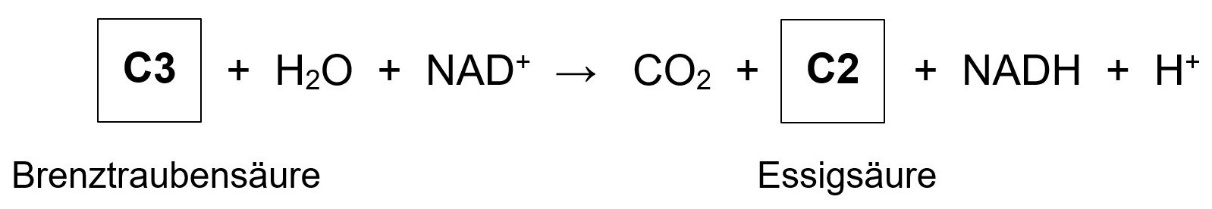 C3 + H₂O + NAD⁺ → CO₂ + C2 + NADH + H⁺
Brenztraubensäure Essigsäure